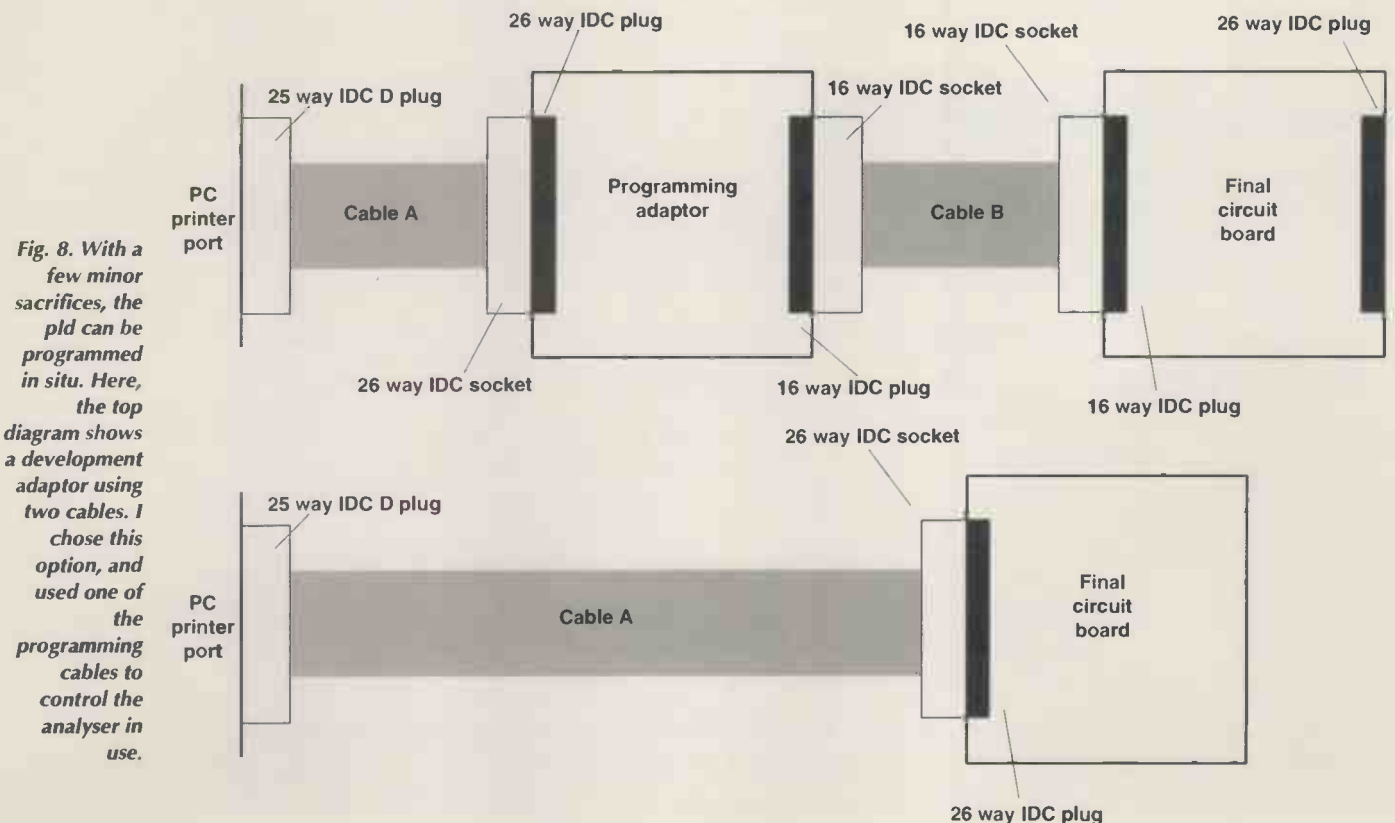 26 way IDC plug
16 way IDC socket
26 way IDC plug
25 way IDC D plug
16 way IDC socket
PC
printer
port
Cable A
Programming
adaptor
Cable B
Final
circuit
board
26 way IDC socket
16 way IDC plug
16 way IDC plug
Fig. 8. With a
few minor
sacrifices, the
pld can be
programmed
in situ. Here,
the top
diagram shows
a development
adaptor using
two cables. I
chose this
option, and
used one of
the
programming
cables to
control the
analyser in
use.
26 way IDC socket
25 way IDC D plug
PC
printer
port
Cable A
Final
circuit
board
26 way IDC plug